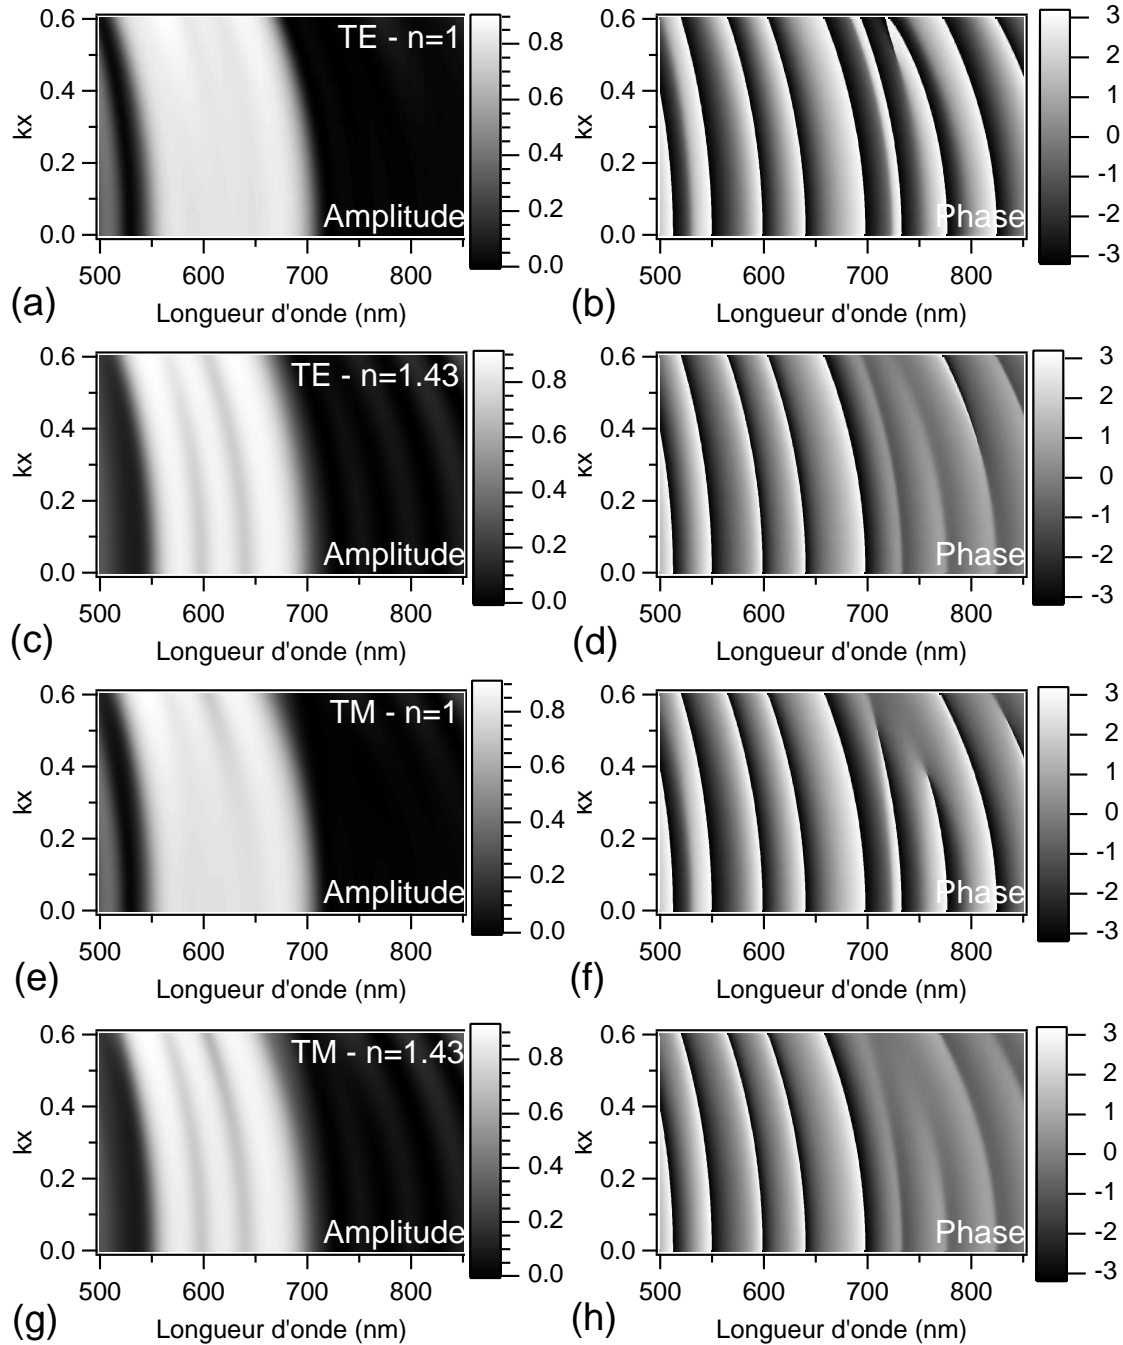 0.6
0.4
0.2
0.0
kx
TE - n=1
Amplitude
500 600 700 800
Longueur d'onde (nm)
0.8
0.6
0.4
0.2
0.0
(a)
0.6
0.4
0.2
0.0
kx
Phase
500 600 700 800
Longueur d'onde (nm)
3
2
1
0
-1
-2
-3
(b)
0.6
0.4
0.2
0.0
kx
TE - n=1.43
Amplitude
500 600 700 800
Longueur d'onde (nm)
0.8
0.6
0.4
0.2
0.0
(c)
0.6
0.4
0.2
0.0
kx
Phase
500 600 700 800
Longueur d'onde (nm)
3
2
1
0
-1
-2
-3
(d)
0.6
0.4
0.2
0.0
kx
TM - n=1
Amplitude
500 600 700 800
Longueur d'onde (nm)
0.8
0.6
0.4
0.2
0.0
(e)
0.6
0.4
0.2
0.0
kx
Phase
500 600 700 800
Longueur d'onde (nm)
3
2
1
0
-1
-2
-3
(f)
0.6
0.4
0.2
0.0
kx
TM - n=1.43
Amplitude
500 600 700 800
Longueur d'onde (nm)
0.8
0.6
0.4
0.2
0.0
(g)
0.6
0.4
0.2
0.0
kx
Phase
500 600 700 800
Longueur d'onde (nm)
3
2
1
0
-1
-2
-3
(h)